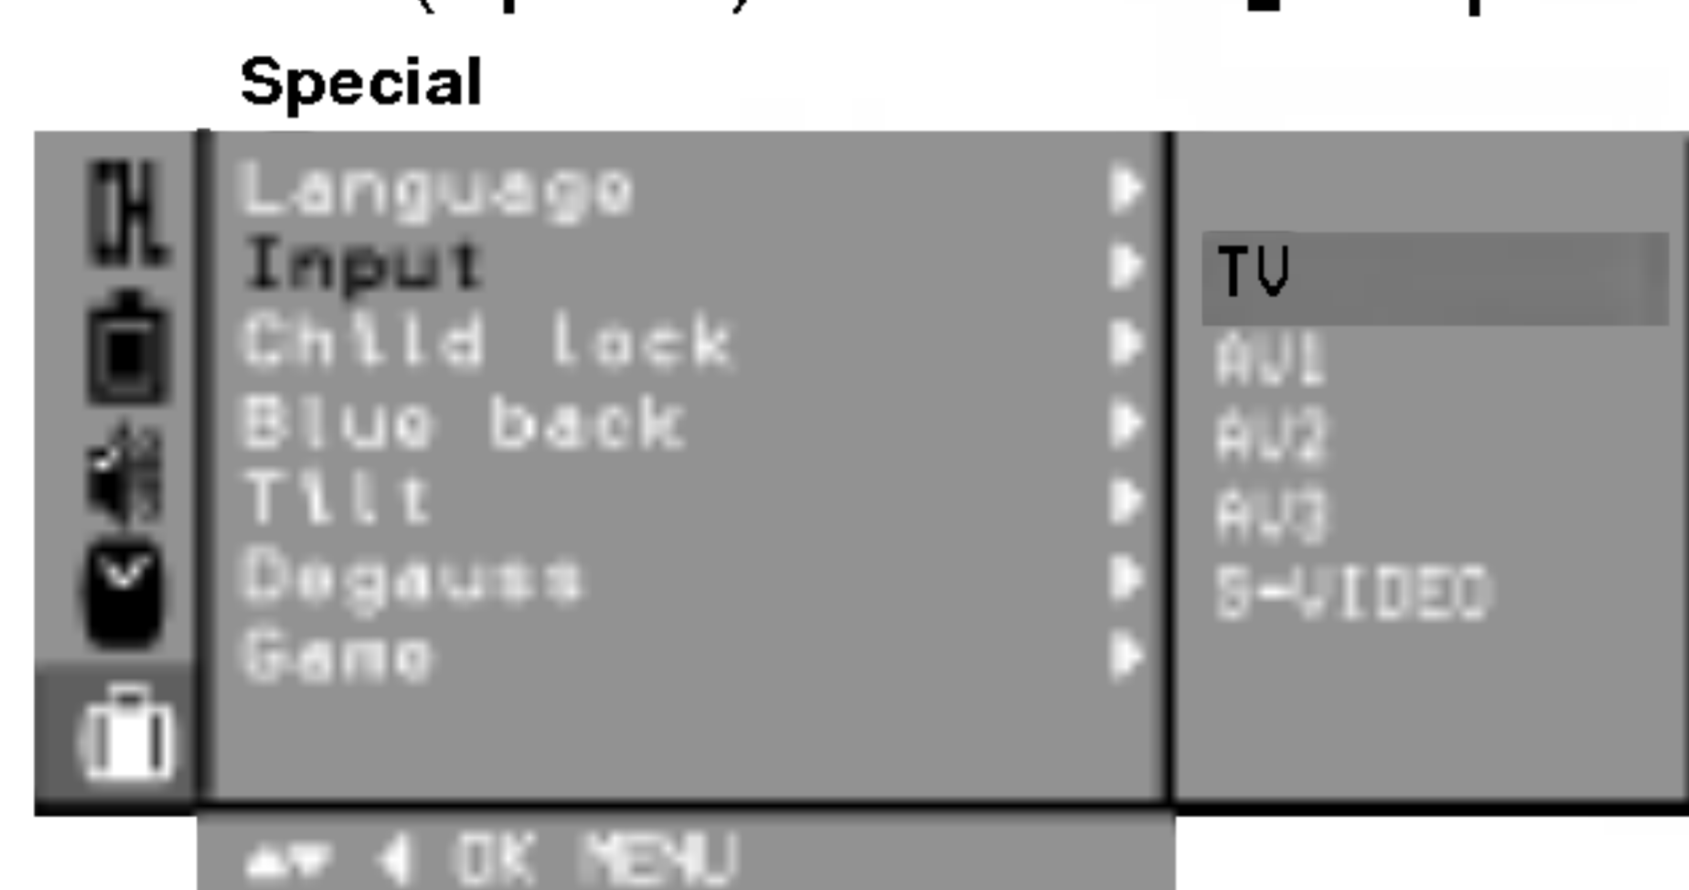 Special
Language
Input
Child lock
Blue back
Tilt
Degauss
Game
TV
AV1
AV2
AV3
S-VIDEO
OK MENU